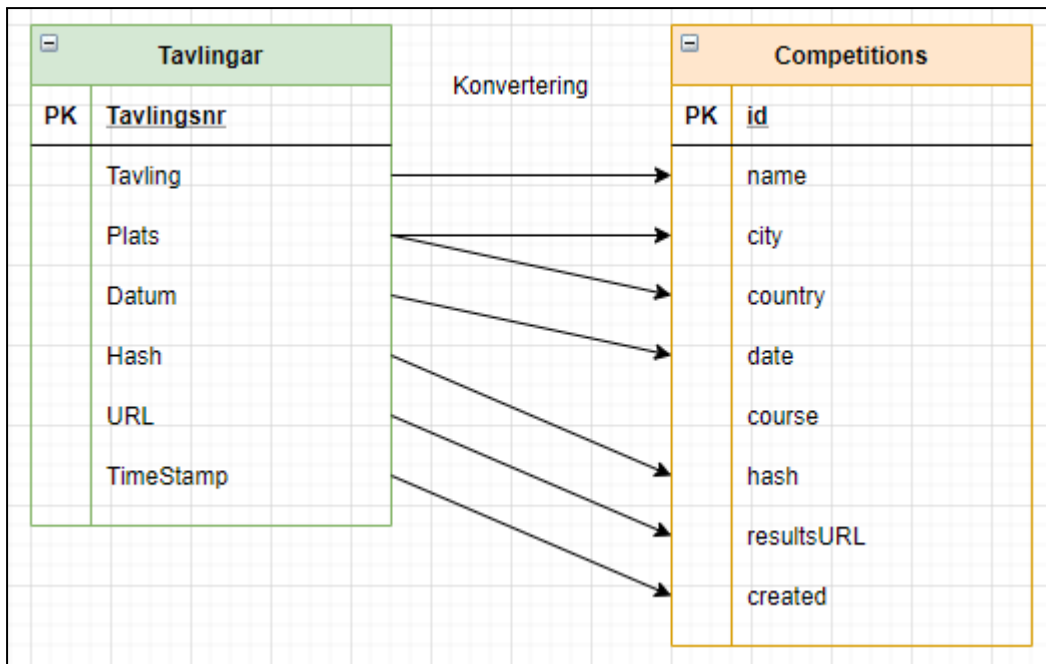 Tavlingar
PK Tavlingsnr
Tavling
Plats
Datum
Hash
URL
TimeStamp
Konvertering
Competitions
PK id
name
city
country
date
course
hash
resultsURL
created